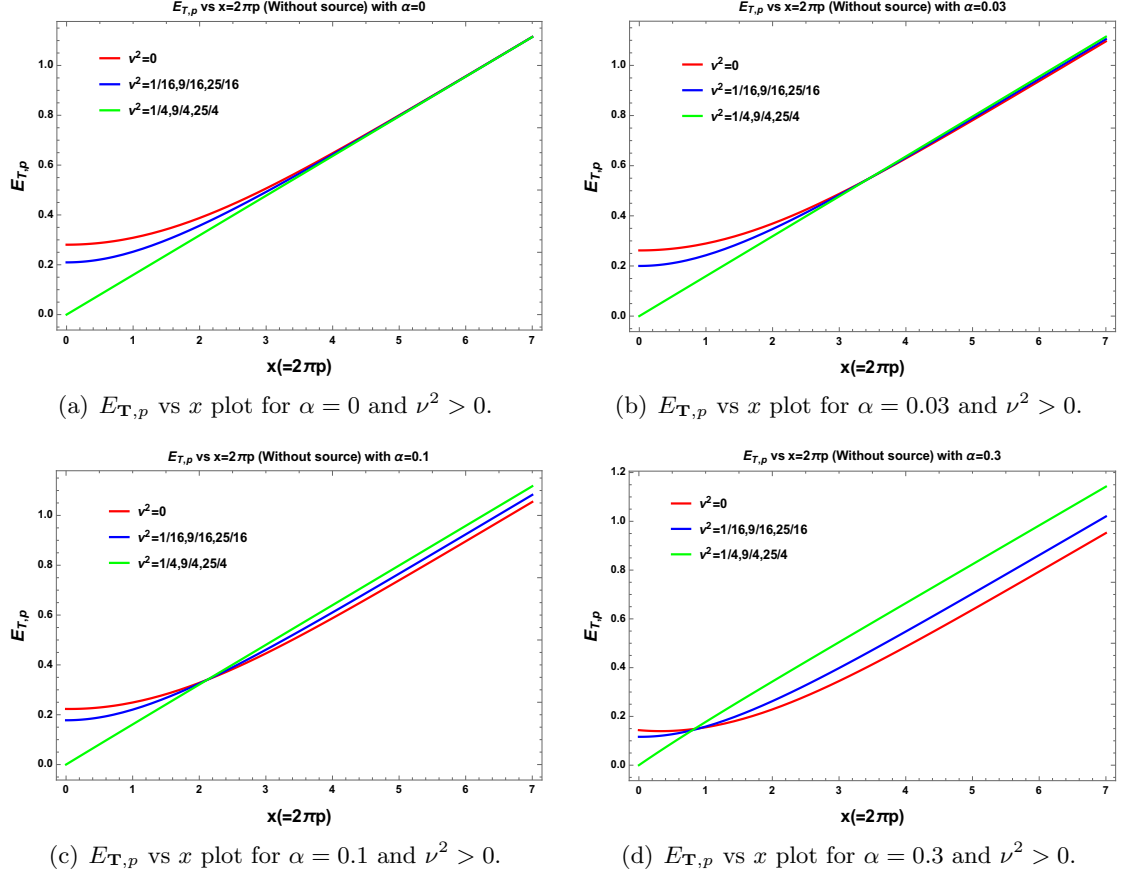 E_{T,p} vs x=2πp (Without source) with α=0
ν²=0
ν²=1/16,9/16,25/16
ν²=1/4,9/4,25/4
E_{T,p}
1.0
0.8
0.6
0.4
0.2
0.0
0 1 2 3 4 5 6 7
x(=2πp)
(a) E_{T,p} vs x plot for α = 0 and ν² > 0.
E_{T,p} vs x=2πp (Without source) with α=0.03
ν²=0
ν²=1/16,9/16,25/16
ν²=1/4,9/4,25/4
E_{T,p}
1.0
0.8
0.6
0.4
0.2
0.0
0 1 2 3 4 5 6 7
x(=2πp)
(b) E_{T,p} vs x plot for α = 0.03 and ν² > 0.
E_{T,p} vs x=2πp (Without source) with α=0.1
ν²=0
ν²=1/16,9/16,25/16
ν²=1/4,9/4,25/4
E_{T,p}
1.0
0.8
0.6
0.4
0.2
0.0
0 1 2 3 4 5 6 7
x(=2πp)
(c) E_{T,p} vs x plot for α = 0.1 and ν² > 0.
E_{T,p} vs x=2πp (Without source) with α=0.3
ν²=0
ν²=1/16,9/16,25/16
ν²=1/4,9/4,25/4
E_{T,p}
1.2
1.0
0.8
0.6
0.4
0.2
0.0
0 1 2 3 4 5 6 7
x(=2πp)
(d) E_{T,p} vs x plot for α = 0.3 and ν² > 0.